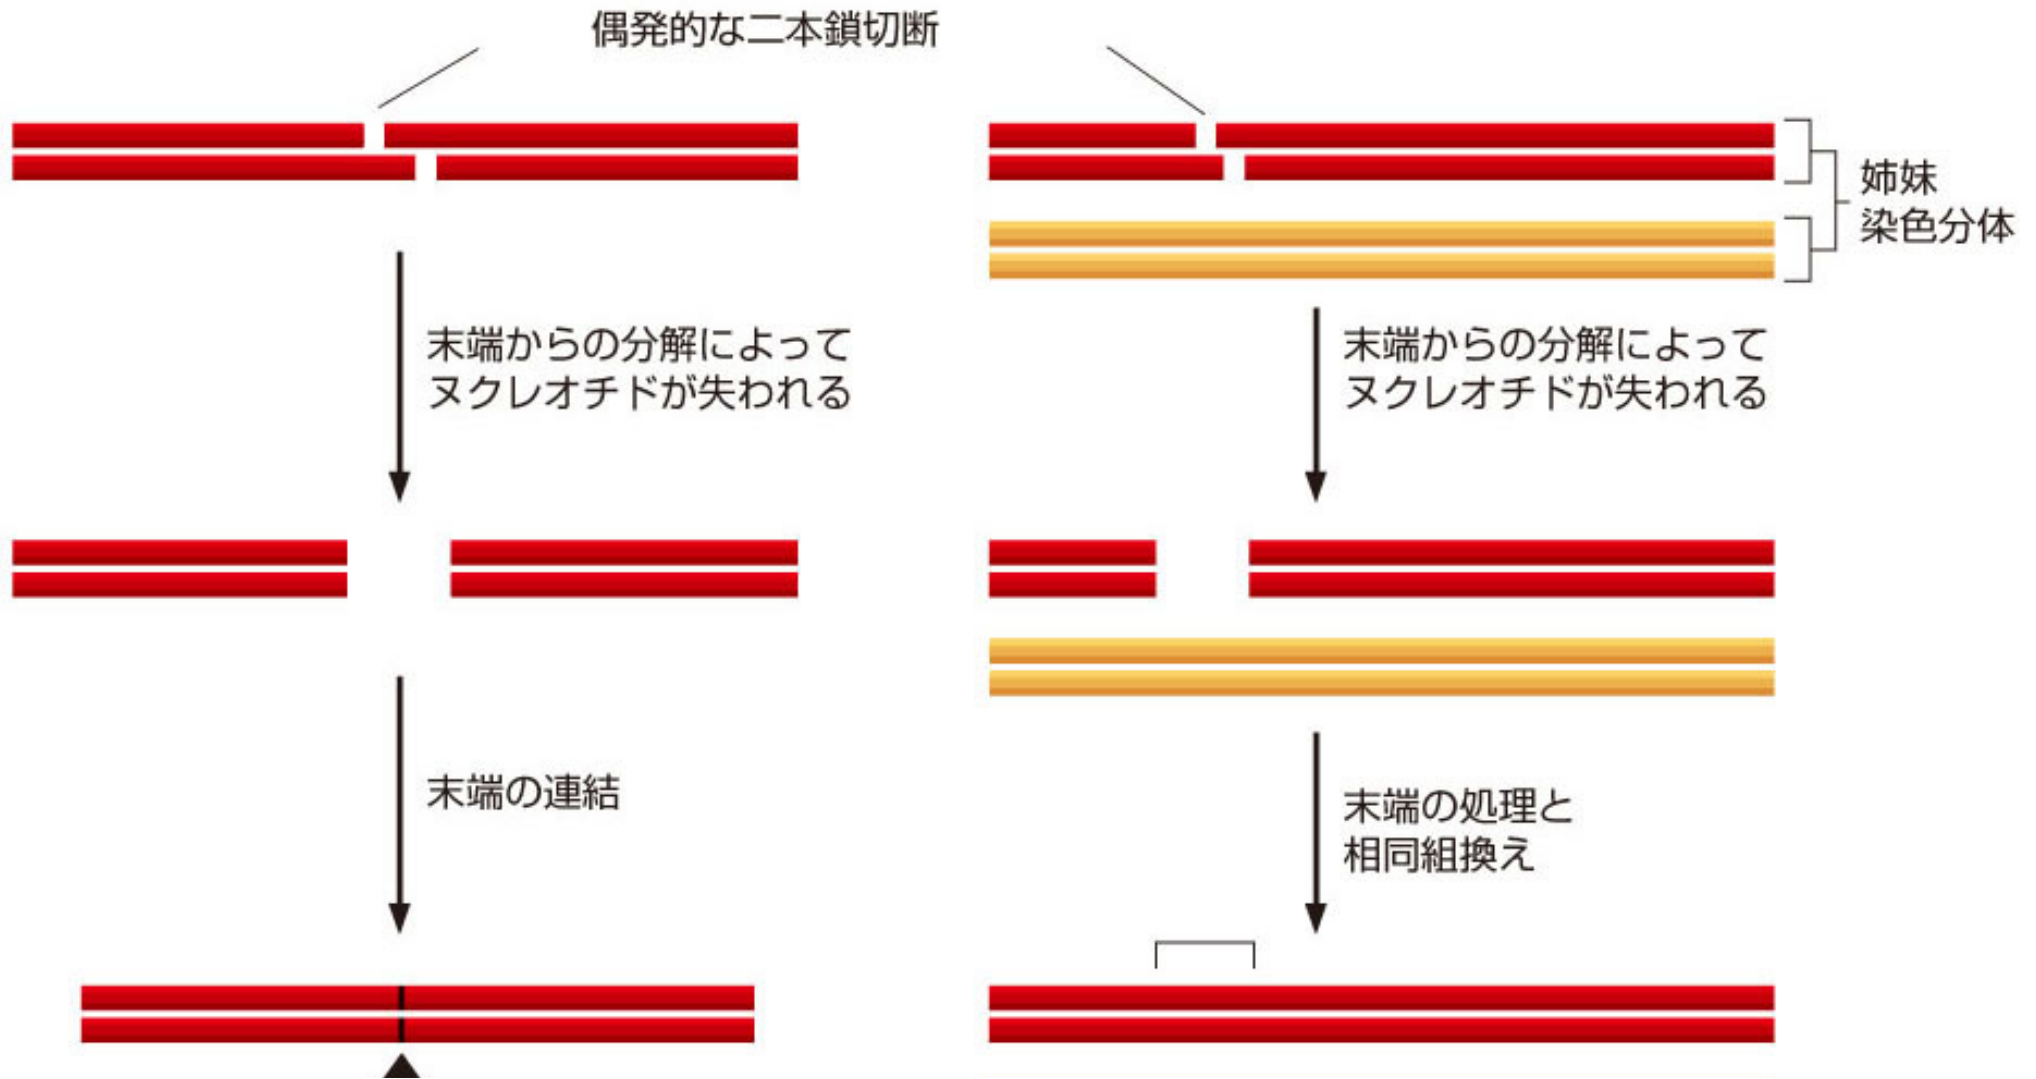 偶発的な二本鎖切断
姉妹
染色分体
末端からの分解によって
ヌクレオチドが失われる
末端からの分解によって
ヌクレオチドが失われる
末端の連結
末端の処理と
相同組換え